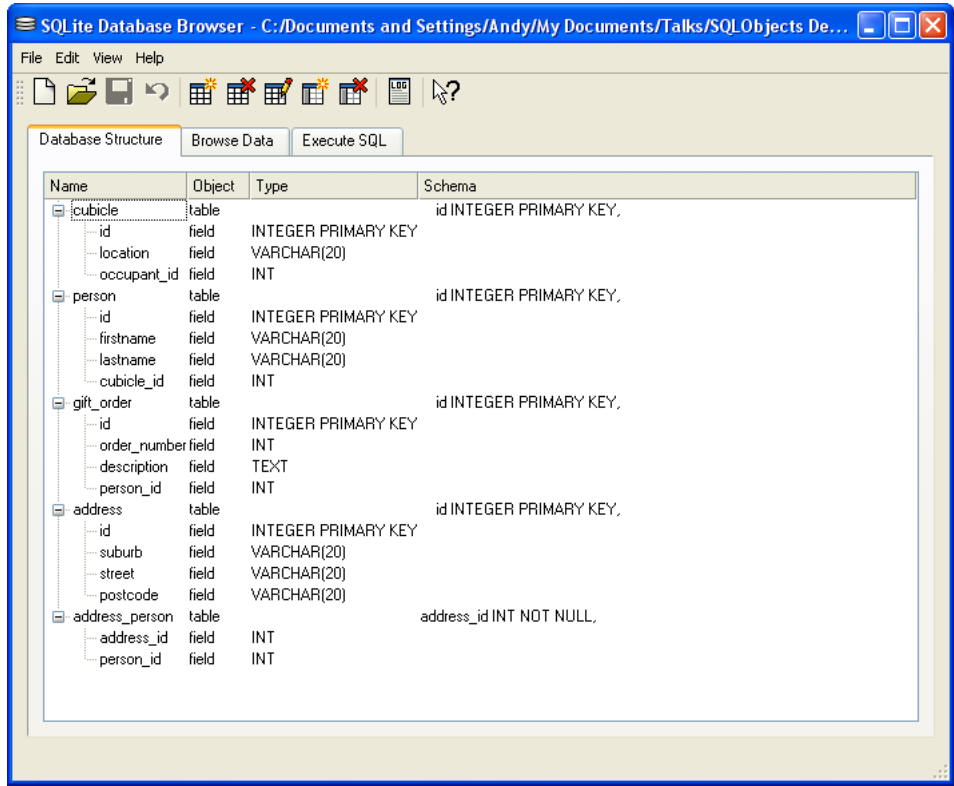 SQLite Database Browser - C:/Documents and Settings/Andy/My Documents/Talks/SQLObjects De...
File Edit View Help
LOG
Database Structure Browse Data Execute SQL
Name Object Type Schema
cubicle table id INTEGER PRIMARY KEY,
id field INTEGER PRIMARY KEY
location field VARCHAR(20)
occupant_id field INT
person table id INTEGER PRIMARY KEY,
id field INTEGER PRIMARY KEY
firstname field VARCHAR(20)
lastname field VARCHAR(20)
cubicle_id field INT
gift_order table id INTEGER PRIMARY KEY,
id field INTEGER PRIMARY KEY
order_number field INT
description field TEXT
person_id field INT
address table id INTEGER PRIMARY KEY,
id field INTEGER PRIMARY KEY
suburb field VARCHAR(20)
street field VARCHAR(20)
postcode field VARCHAR(20)
address_person table address_id INT NOT NULL,
address_id field INT
person_id field INT